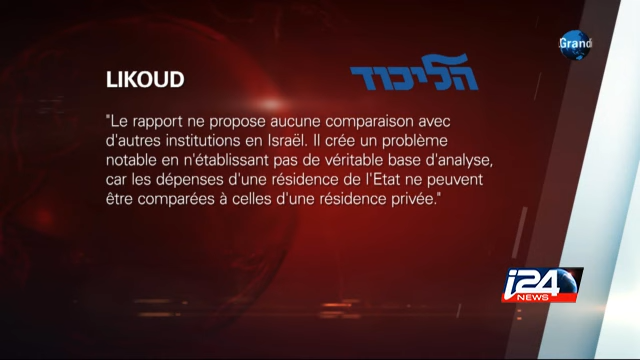 Grand
LIKOUD
הליכוד
"Le rapport ne propose aucune comparaison avec
d'autres institutions en Israël. Il crée un problème
notable en n'établissant pas de véritable base d'analyse,
car les dépenses d'une résidence de l'Etat ne peuvent
être comparées à celles d'une résidence privée."
i24
NEWS